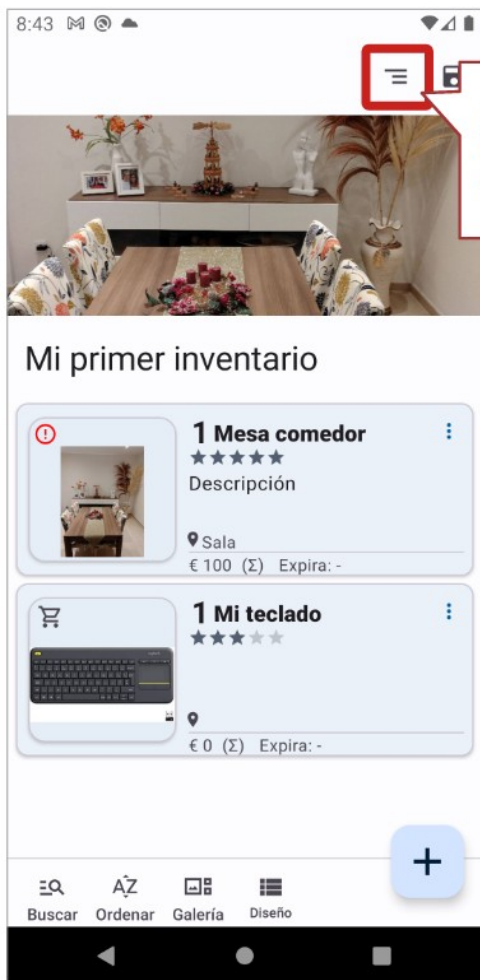 8:43
Mi primer inventario
1 Mesa comedor
Descripción
Sala
€ 100 (Σ) Expira: -
1 Mi teclado
€ 0 (Σ) Expira: -
Buscar Ordenar Galería Diseño